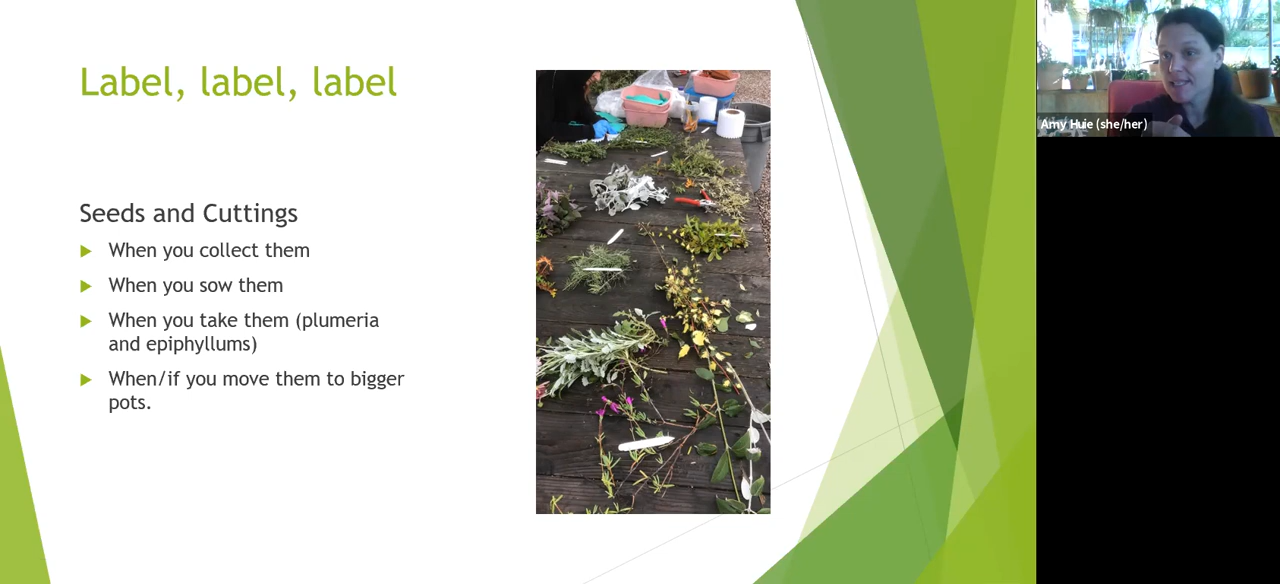 Label, label, label
Seeds and Cuttings
When you collect them
When you sow them
When you take them (plumeria
and epiphyllums)
When/if you move them to bigger
pots.
Amy Huie (she/her)